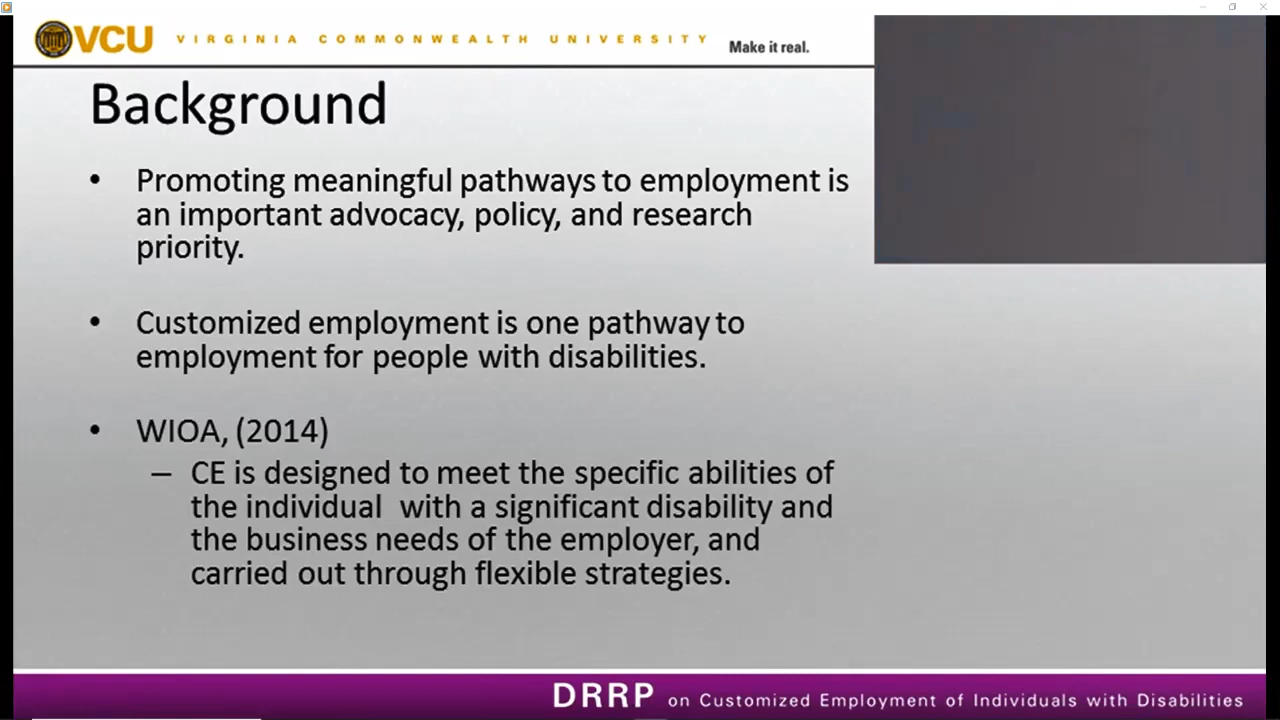 VCU VIRGINIA COMMONWEALTH UNIVERSITY Make it real.
Background
• Promoting meaningful pathways to employment is
an important advocacy, policy, and research
priority.
• Customized employment is one pathway to
employment for people with disabilities.
• WIOA, (2014)
– CE is designed to meet the specific abilities of
the individual with a significant disability and
the business needs of the employer, and
carried out through flexible strategies.
DRRP on Customized Employment of Individuals with Disabilities